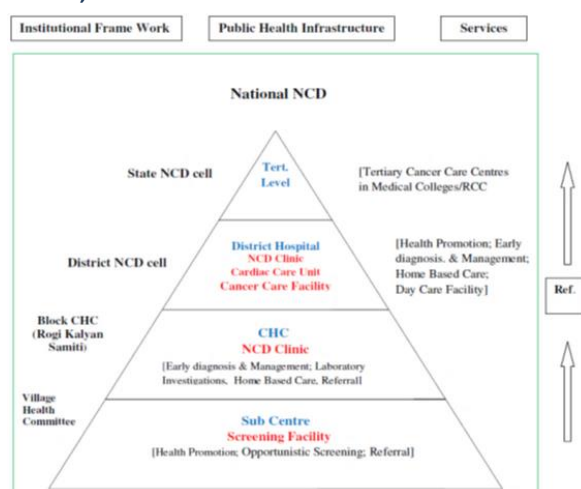 Institutional Frame Work
Public Health Infrastructure
Services
National NCD
State NCD cell
Tert.
Level
[Tertiary Cancer Care Centres
in Medical Colleges/RCC
District NCD cell
District Hospital
NCD Clinic
Cardiac Care Unit
Cancer Care Facility
[Health Promotion; Early
diagnosis. & Management;
Home Based Care;
Day Care Facility]
Ref.
Block CHC
(Rogi Kalyan
Samiti)
CHC
NCD Clinic
[Early diagnosis & Management; Laboratory
Investigations, Home Based Care, Referral]
Village
Health
Committee
Sub Centre
Screening Facility
[Health Promotion; Opportunistic Screening; Referral]